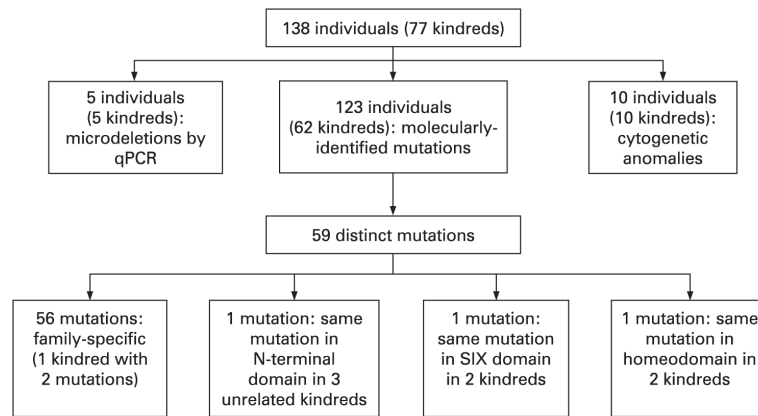 138 individuals (77 kindreds)
5 individuals
(5 kindreds):
microdeletions by
qPCR
123 individuals
(62 kindreds): molecularly-
identified mutations
10 individuals
(10 kindreds):
cytogenetic
anomalies
59 distinct mutations
56 mutations:
family-specific
(1 kindred with
2 mutations)
1 mutation: same
mutation in
N-terminal
domain in 3
unrelated kindreds
1 mutation:
same mutation
in SIX domain
in 2 kindreds
1 mutation: same
mutation in
homeodomain in
2 kindreds